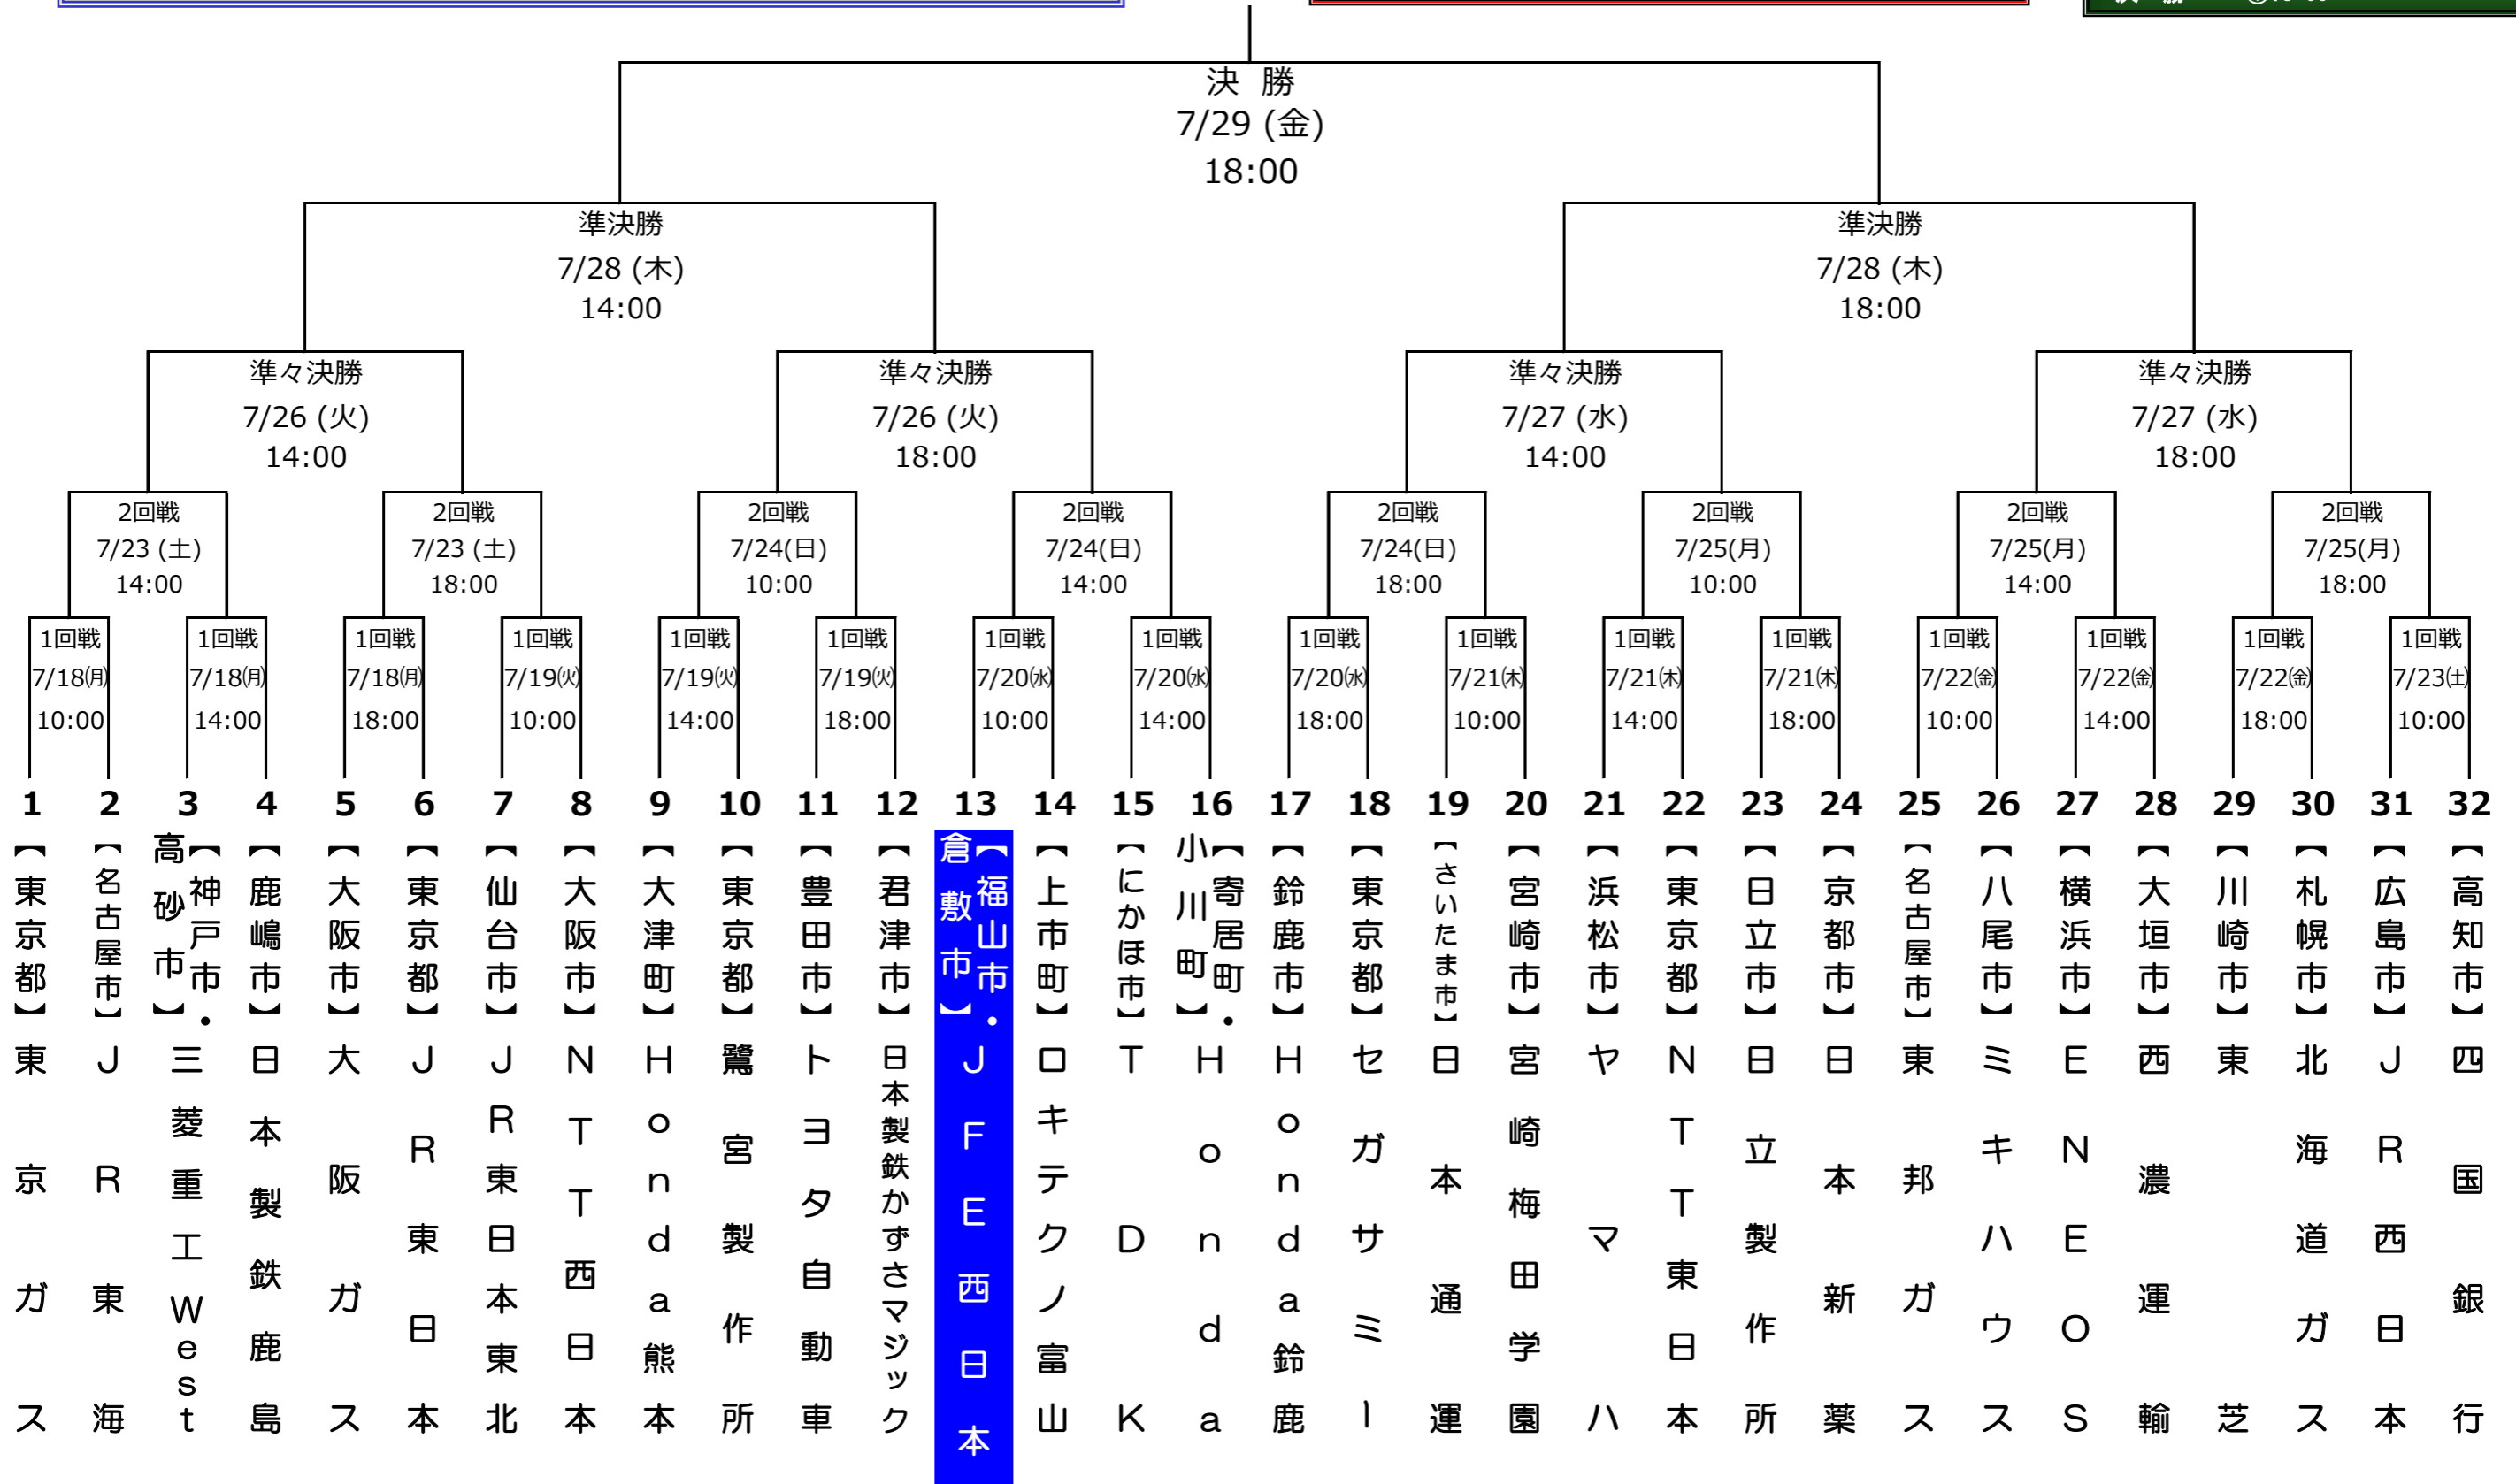 決 勝
7/29 (金)
18:00
準決勝
7/28 (木)
14:00
準決勝
7/28 (木)
18:00
準々決勝
7/26 (火)
14:00
準々決勝
7/26 (火)
18:00
準々決勝
7/27 (水)
14:00
準々決勝
7/27 (水)
18:00
2回戦
7/23 (土)
14:00
2回戦
7/23 (土)
18:00
2回戦
7/24(日)
10:00
2回戦
7/24(日)
14:00
2回戦
7/24(日)
18:00
2回戦
7/25(月)
10:00
2回戦
7/25(月)
14:00
2回戦
7/25(月)
18:00
1回戦
7/18(月)
10:00
1回戦
7/18(月)
14:00
1回戦
7/18(月)
18:00
1回戦
7/19(火)
10:00
1回戦
7/19(火)
14:00
1回戦
7/19(火)
18:00
1回戦
7/20(水)
10:00
1回戦
7/20(水)
14:00
1回戦
7/20(水)
18:00
1回戦
7/21(木)
10:00
1回戦
7/21(木)
14:00
1回戦
7/21(木)
18:00
1回戦
7/22(金)
10:00
1回戦
7/22(金)
14:00
1回戦
7/22(金)
18:00
1回戦
7/23(土)
10:00
1
【東京都】東京ガス
2
【名古屋市】JR東海
3
【神戸市・
高砂市】三菱重工West
4
【鹿嶋市】日本製鉄鹿島
5
【大阪市】大阪ガス
6
【東京都】JR東日本
7
【仙台市】JR東日本東北
8
【大阪市】NTT西日本
9
【大津町】Honda熊本
10
【東京都】鷺宮製作所
11
【豊田市】トヨタ自動車
12
【君津市】日本製鉄かずさマジック
13
【福山市・
倉敷市】JFE西日本
14
【上市町】ロキテクノ富山
15
【にかほ市】TDK
16
【寄居町・
小川町】Honda
17
【鈴鹿市】Honda鈴鹿
18
【東京都】セガサミー
19
【さいたま市】日本通運
20
【宮崎市】宮崎梅田学園
21
【浜松市】ヤマハ
22
【東京都】NTT東日本
23
【日立市】日立製作所
24
【京都市】日本新薬
25
【名古屋市】東邦ガス
26
【八尾市】ミキハウス
27
【横浜市】ENEOS
28
【大垣市】西濃運輸
29
【川崎市】東芝
30
【札幌市】北海道ガス
31
【広島市】JR西日本
32
【高知市】四国銀行